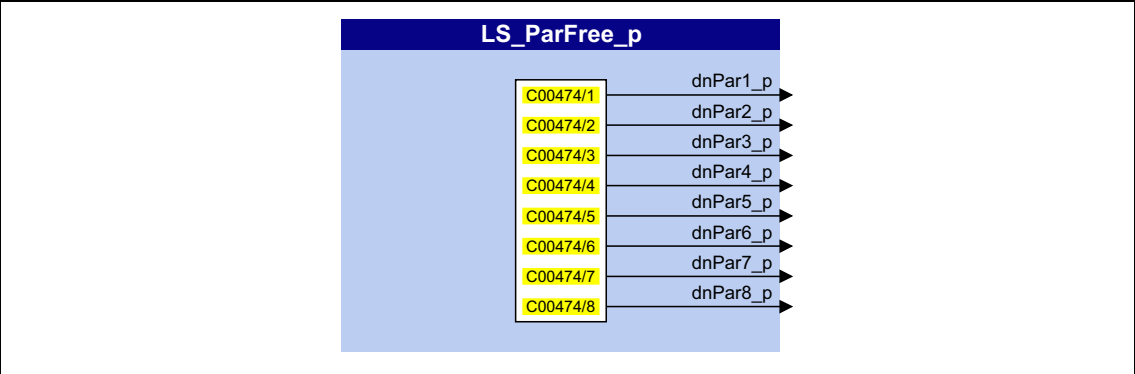 LS_ParFree_p
C00474/1 dnPar1_p
C00474/2 dnPar2_p
C00474/3 dnPar3_p
C00474/4 dnPar4_p
C00474/5 dnPar5_p
C00474/6 dnPar6_p
C00474/7 dnPar7_p
C00474/8 dnPar8_p